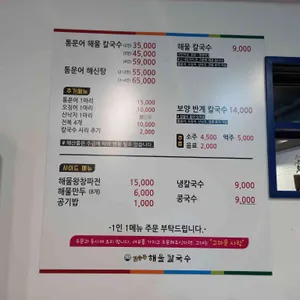 통문어 해물 칼국수 35,000
45,000
59,000
통문어 해신탕 55,000
65,000
해물 칼국수 9,000
추가메뉴
통문어 1마리 15,000
오징어 1마리 10,000
산낙지 1마리
전복 4개 10,000
칼국수 사리 추가 2,000
보양 반계 칼국수 14,000
소주 4,500 맥주 5,000
음료 2,000
사이드 메뉴
해물왕창파전 15,000
해물만두 (8개) 6,000
공기밥 1,000
냉칼국수 9,000
콩국수 9,000
-1인 1메뉴 주문 부탁드립니다.-
해물칼국수